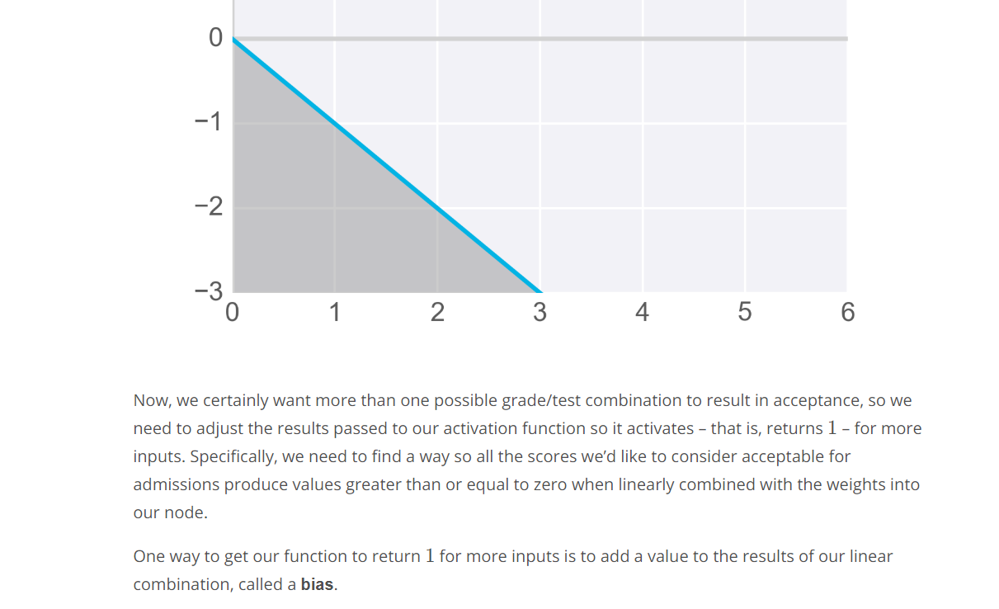 0
−1
−2
−3
0 1 2 3 4 5 6
Now, we certainly want more than one possible grade/test combination to result in acceptance, so we
need to adjust the results passed to our activation function so it activates – that is, returns 1 – for more
inputs. Specifically, we need to find a way so all the scores we’d like to consider acceptable for
admissions produce values greater than or equal to zero when linearly combined with the weights into
our node.
One way to get our function to return 1 for more inputs is to add a value to the results of our linear
combination, called a bias.